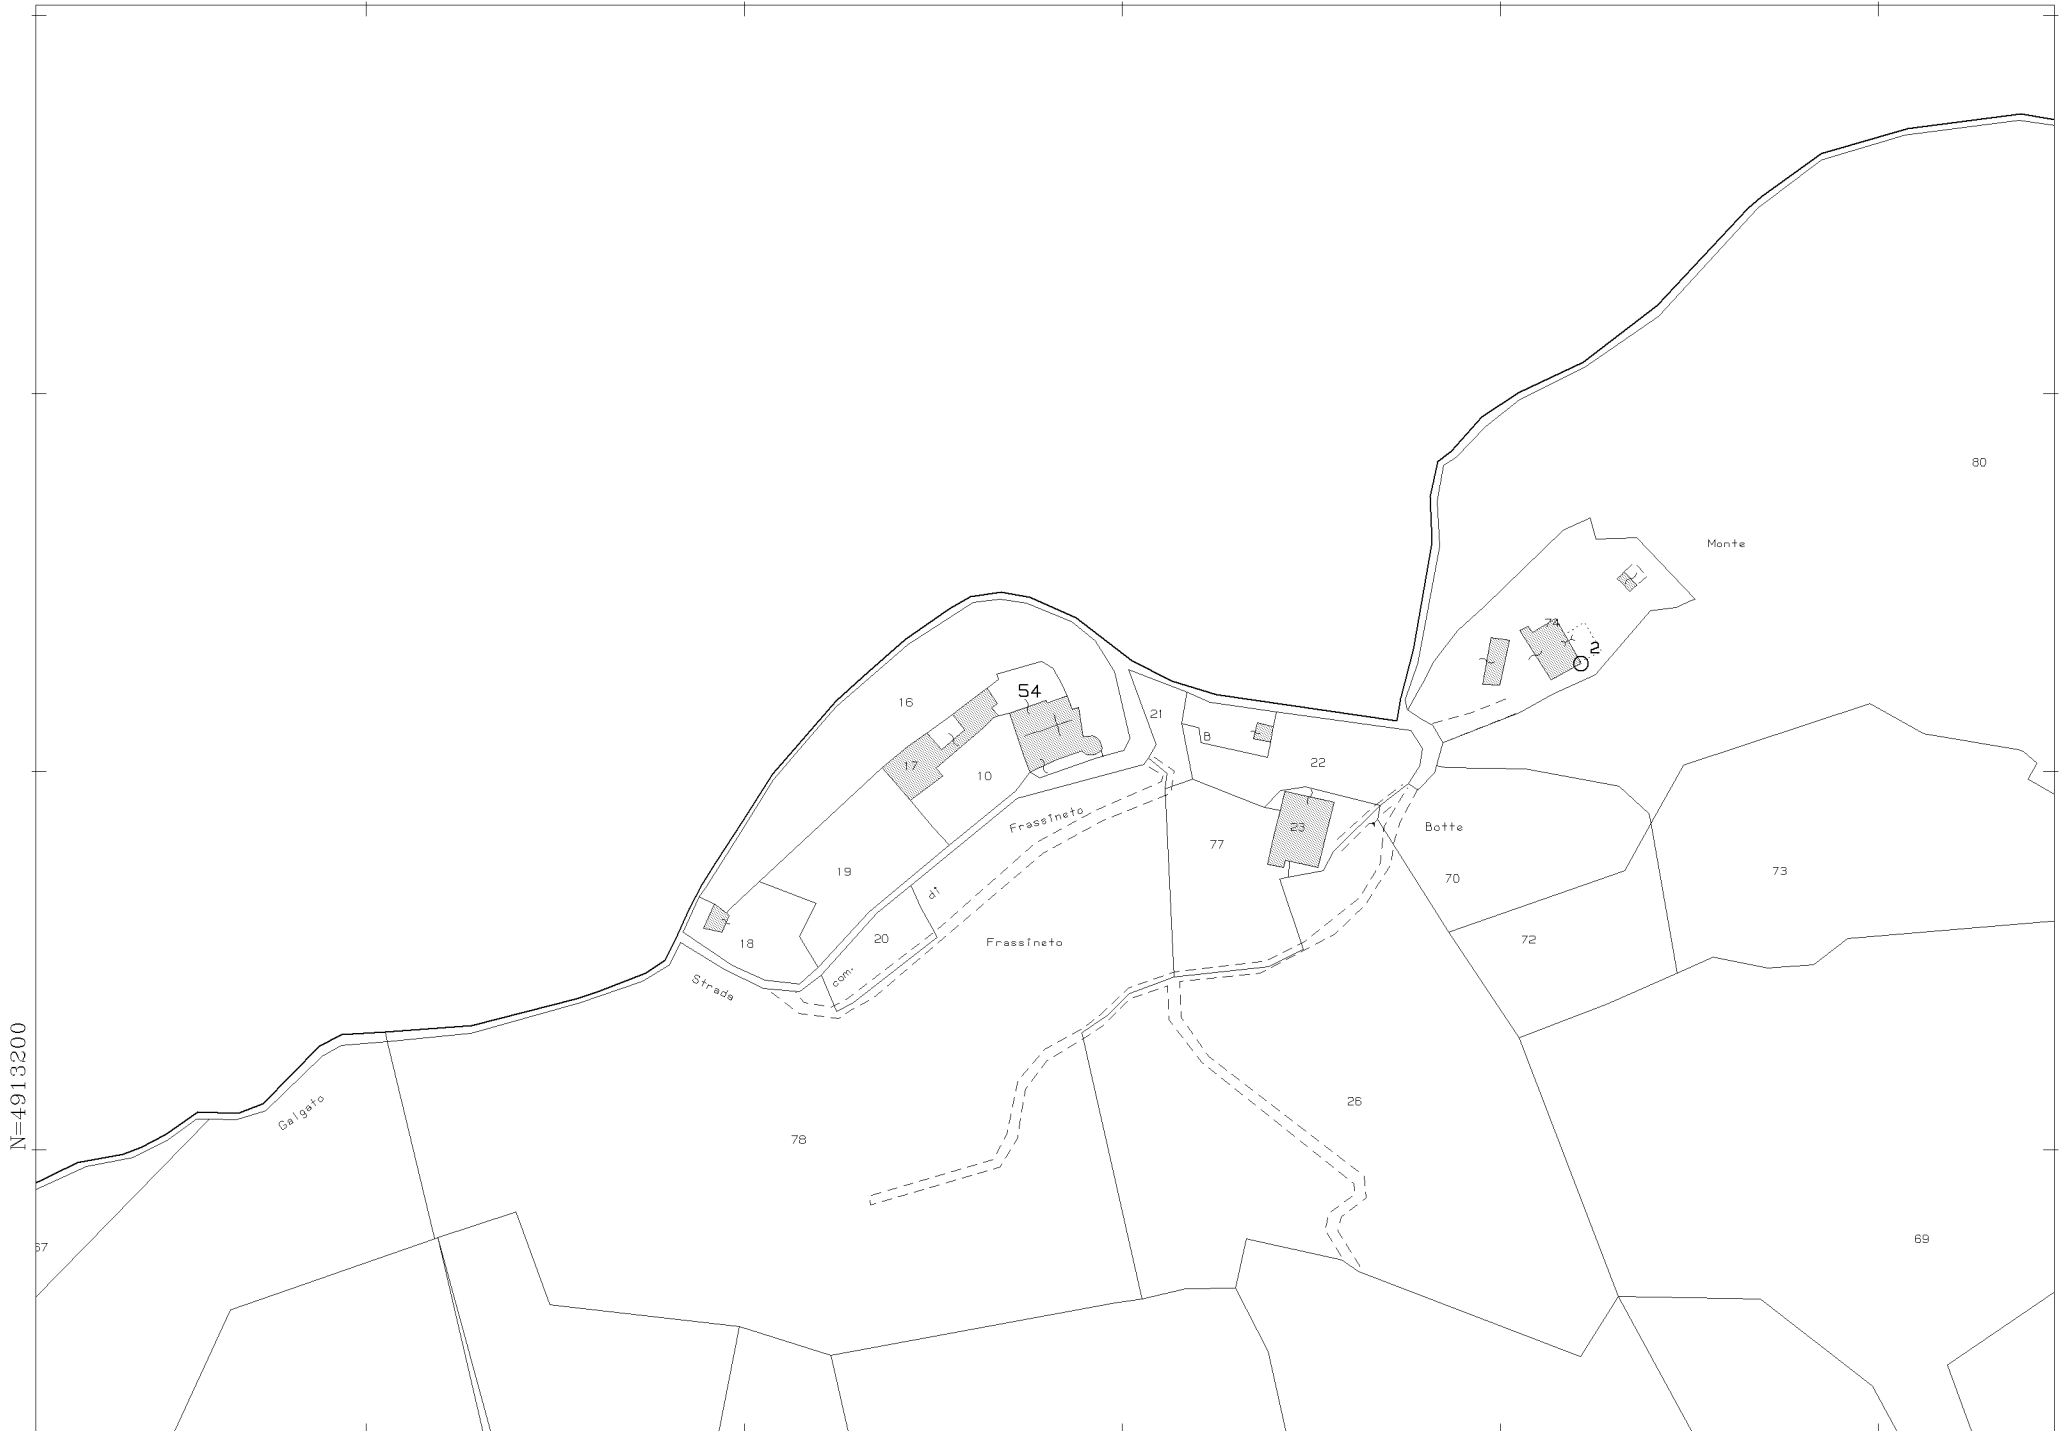 80
Monte
74
2
54
16
21
B
22
17
10
Frassineto
23
Botte
77
19
di
70
73
20
18
Frassineto
72
com.
Strada
N=4913200
26
Galgato
78
67
69